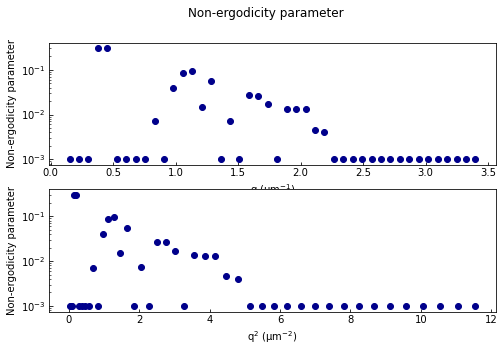 Non-ergodicity parameter
Non-ergodicity parameter
10⁻¹
10⁻²
10⁻³
0.0 0.5 1.0 1.5 2.0 2.5 3.0 3.5
q (μm⁻¹)
Non-ergodicity parameter
10⁻¹
10⁻²
10⁻³
0 2 4 6 8 10 12
q² (μm⁻²)